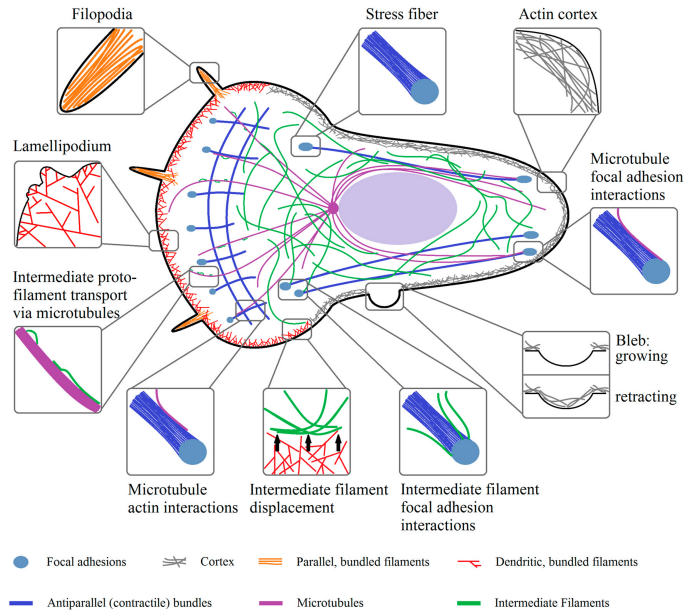 Filopodia
Stress fiber
Actin cortex
Lamellipodium
Microtubule
focal adhesion
interactions
Intermediate proto-
filament transport
via microtubules
Bleb:
growing
retracting
Microtubule
actin interactions
Intermediate filament
displacement
Intermediate filament
focal adhesion
interactions
Focal adhesions
Cortex
Parallel, bundled filaments
Dendritic, bundled filaments
Antiparallel (contractile) bundles
Microtubules
Intermediate Filaments